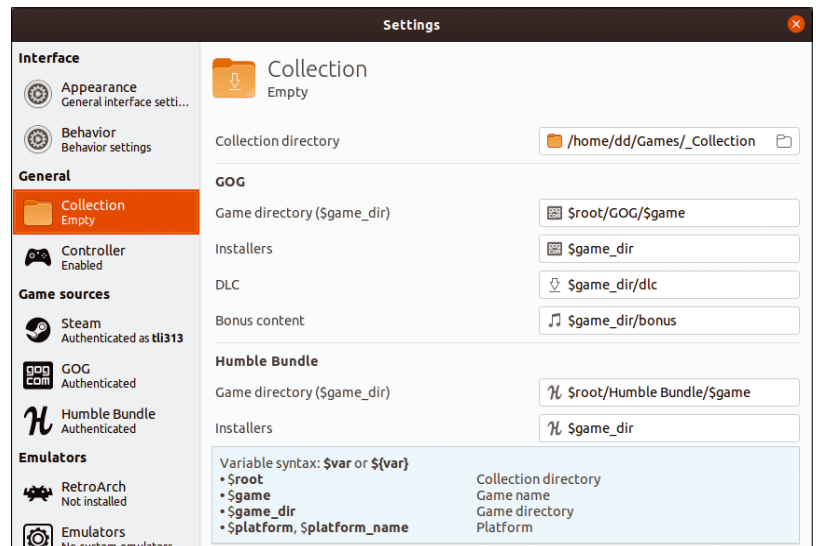 Settings
Interface
Appearance
General interface setti...
Behavior
Behavior settings
General
Collection
Empty
Controller
Enabled
Game sources
Steam
Authenticated as tli313
gog
com
GOG
Authenticated
H
Humble Bundle
Authenticated
Emulators
RetroArch
Not installed
Emulators
Collection
Empty
Collection directory
/home/dd/Games/_Collection
GOG
Game directory ($game_dir)
$root/GOG/$game
Installers
$game_dir
DLC
$game_dir/dlc
Bonus content
$game_dir/bonus
Humble Bundle
Game directory ($game_dir)
$root/Humble Bundle/$game
Installers
$game_dir
Variable syntax: $var or ${var}
• $root Collection directory
• $game Game name
• $game_dir Game directory
• $platform, $platform_name Platform